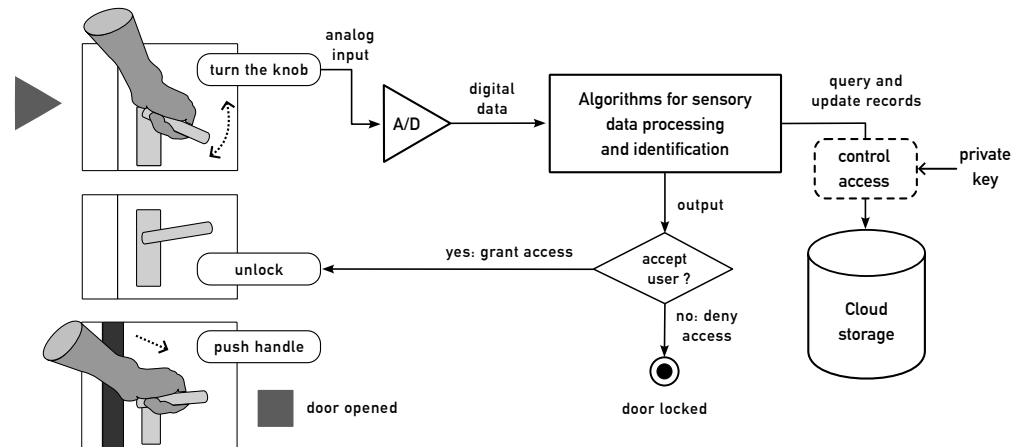 turn the knob
analog
input
A/D
digital
data
Algorithms for sensory
data processing
and identification
query and
update records
control
access
private
key
Cloud
storage
output
accept
user ?
yes: grant access
unlock
no: deny
access
door locked
push handle
door opened